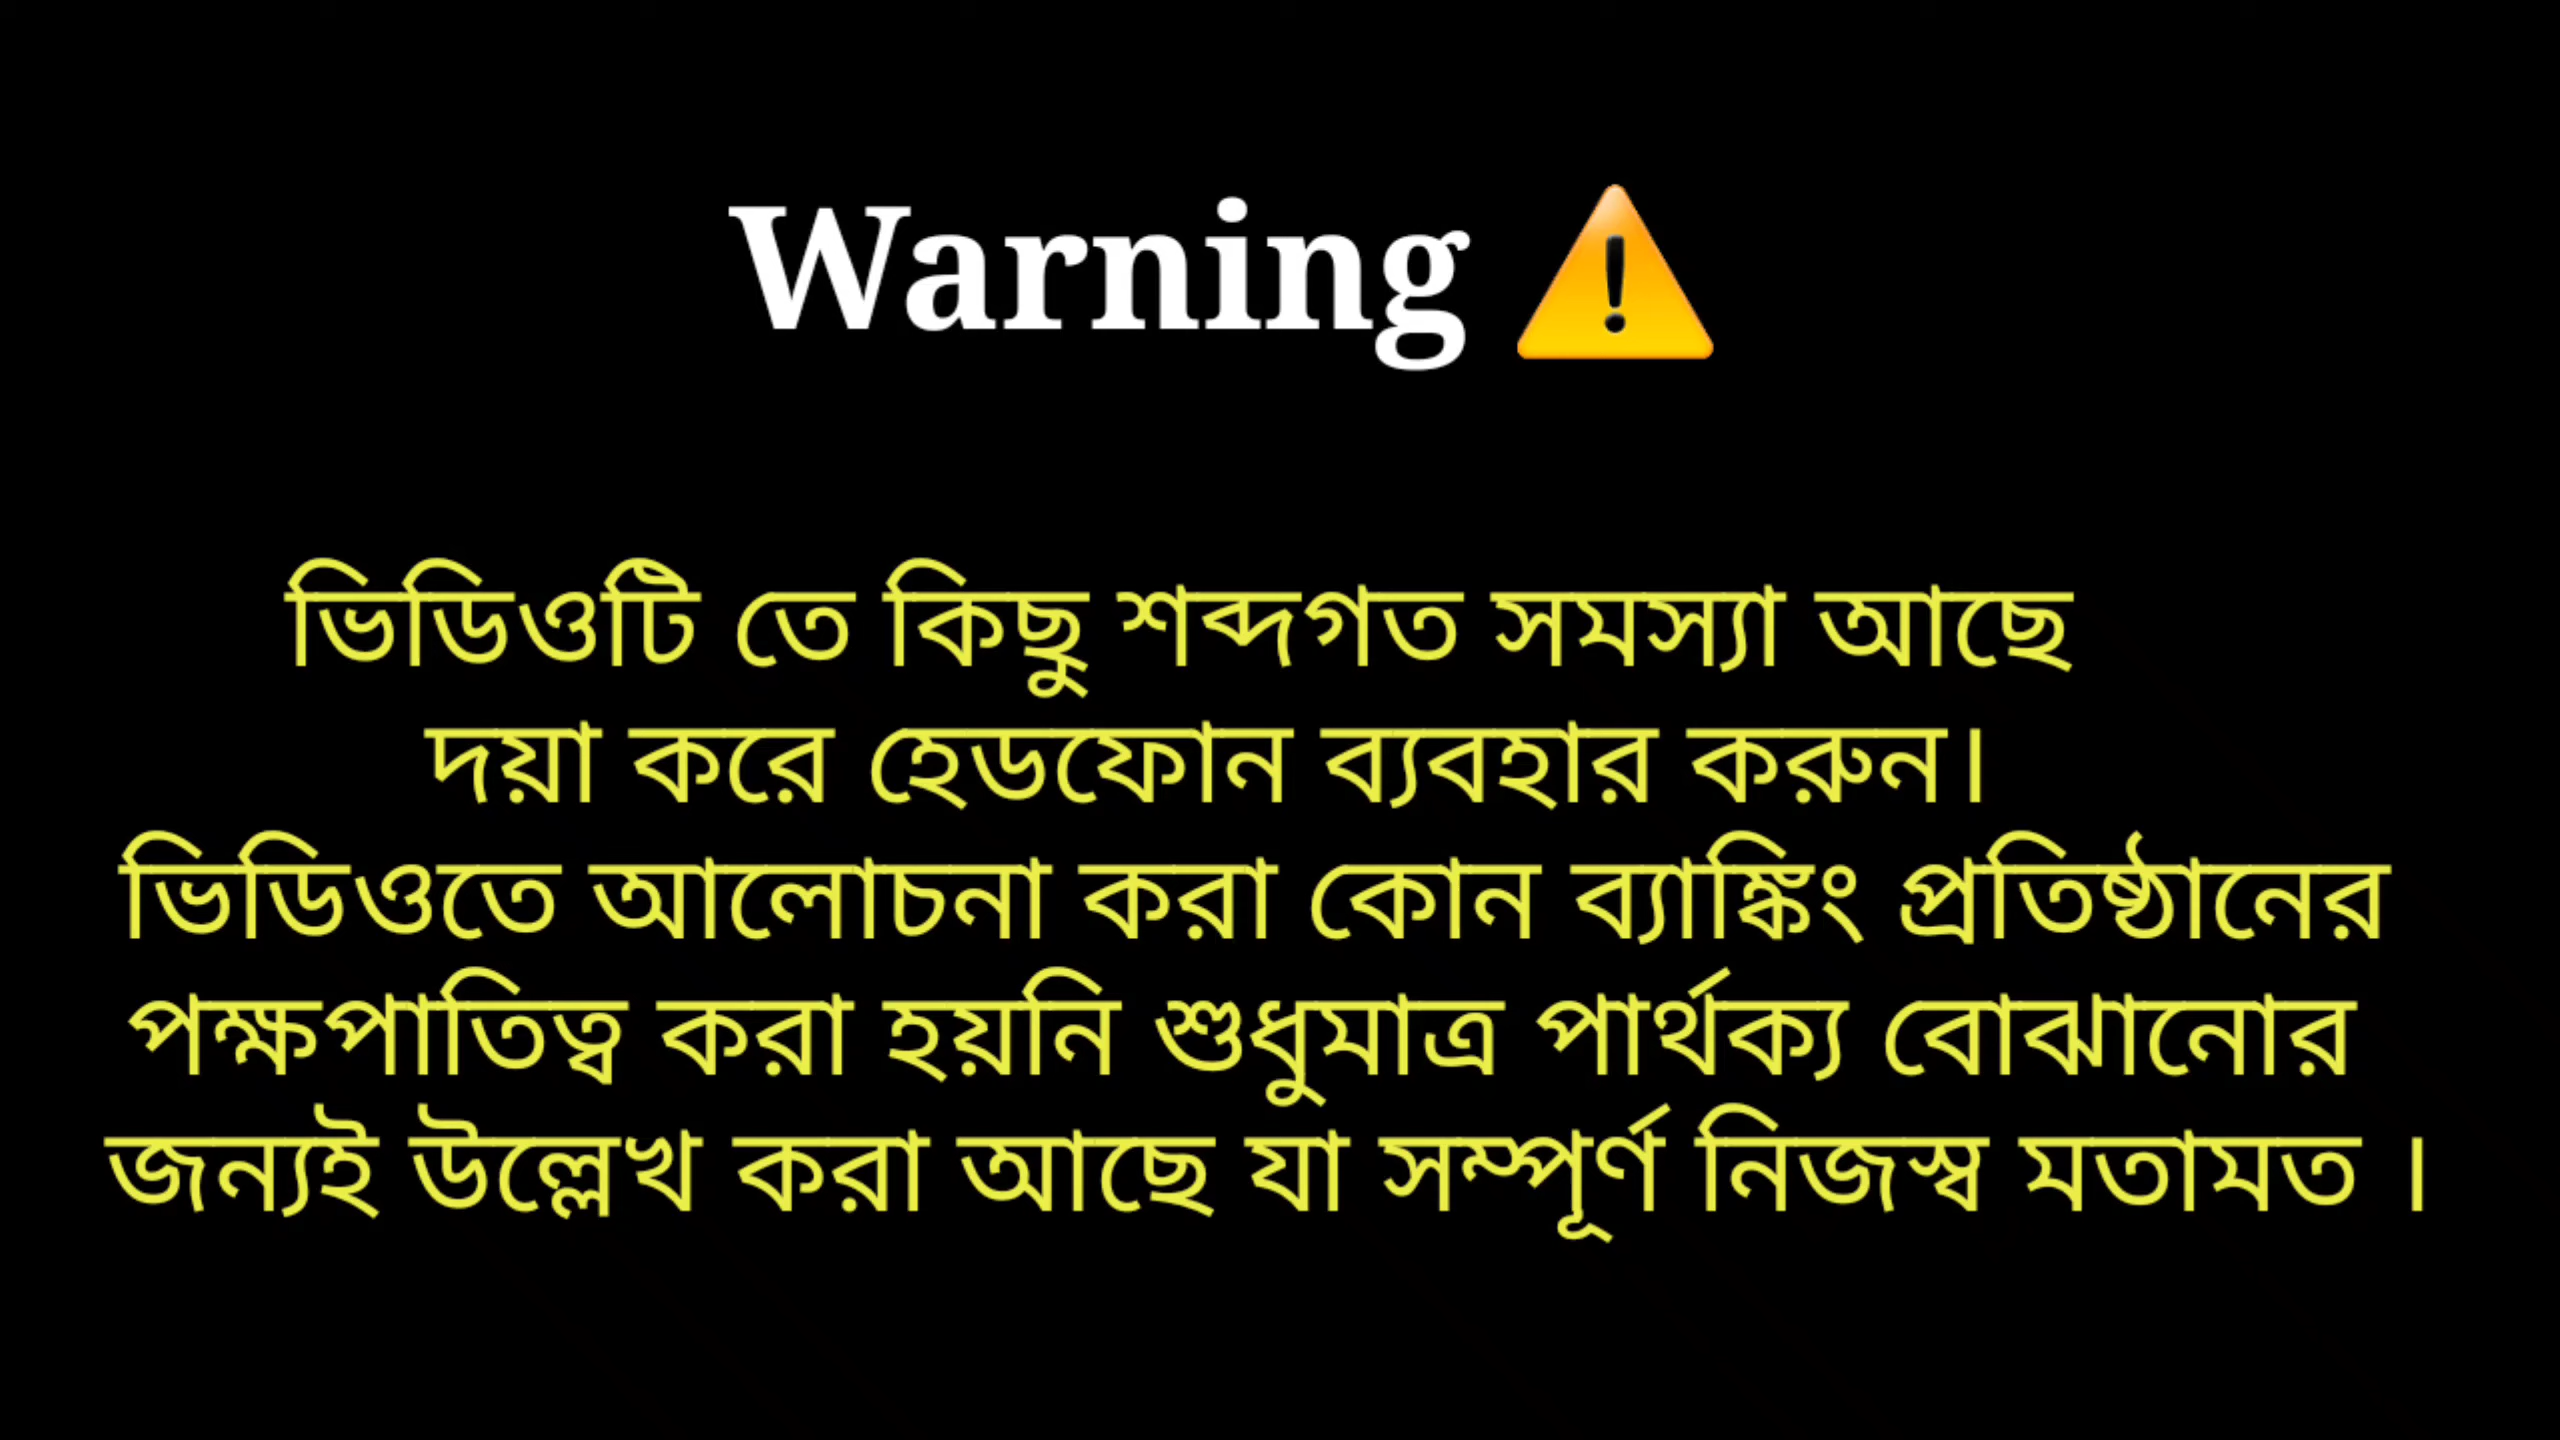 Warning ⚠️
ভিডিওটি তে কিছু শব্দগত সমস্যা আছে
দয়া করে হেডফোন ব্যবহার করুন।
ভিডিওতে আলোচনা করা কোন ব্যাঙ্কিং প্রতিষ্ঠানের
পক্ষপাতিত্ব করা হয়নি শুধুমাত্র পার্থক্য বোঝানোর
জন্যই উল্লেখ করা আছে যা সম্পূর্ণ নিজস্ব মতামত ।